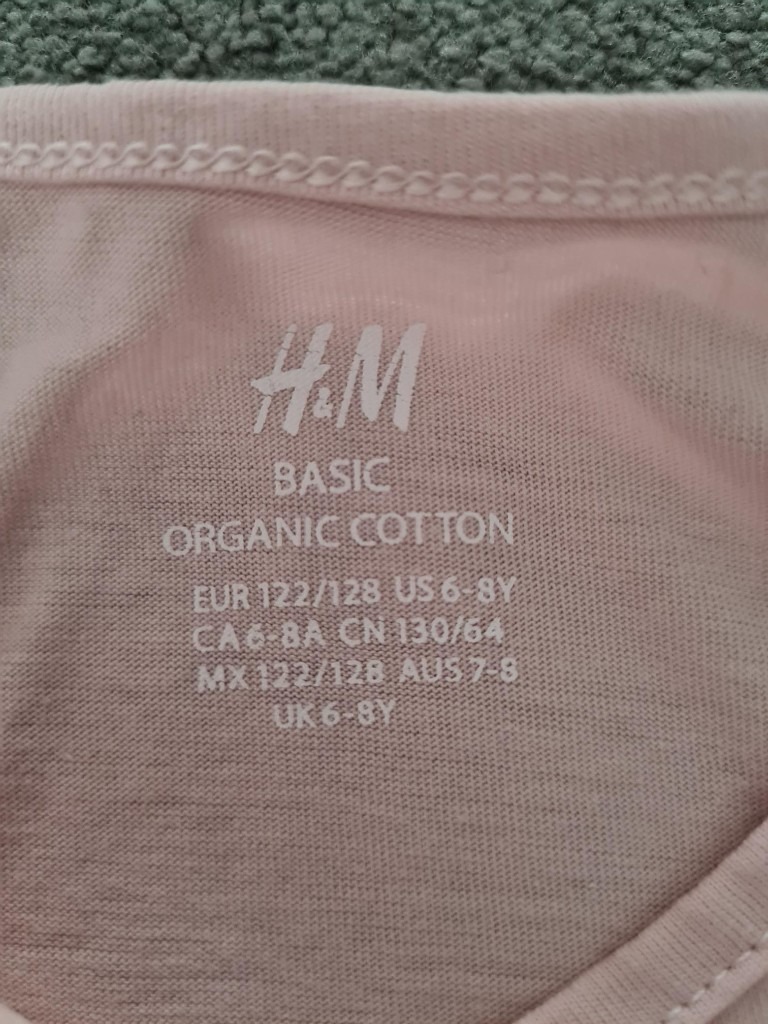 H&M
BASIC
ORGANIC COTTON
EUR 122/128 US 6-8Y
CA 6-8A CN 130/64
MX 122/128 AUS 7-8
UK 6-8Y